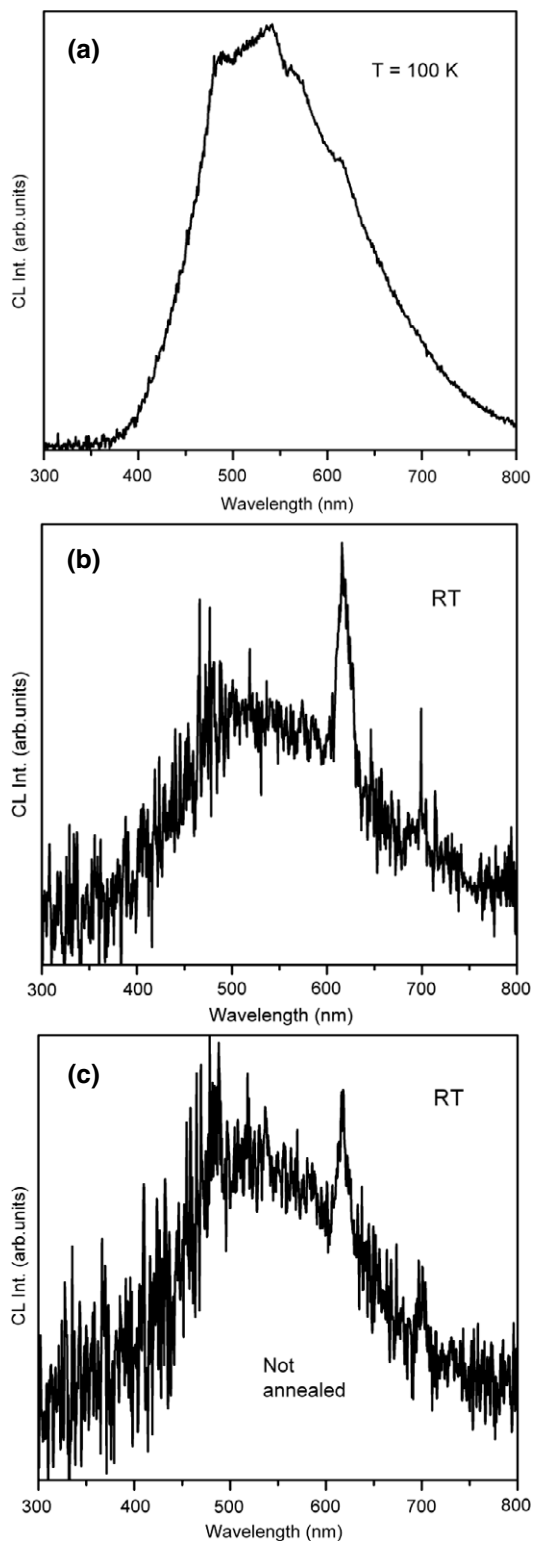 (a)
T = 100 K
CL Int. (arb.units)
300 400 500 600 700 800
Wavelength (nm)
(b)
RT
CL Int. (arb.units)
300 400 500 600 700 800
Wavelength (nm)
(c)
RT
CL Int. (arb.units)
Not
annealed
300 400 500 600 700 800
Wavelength (nm)